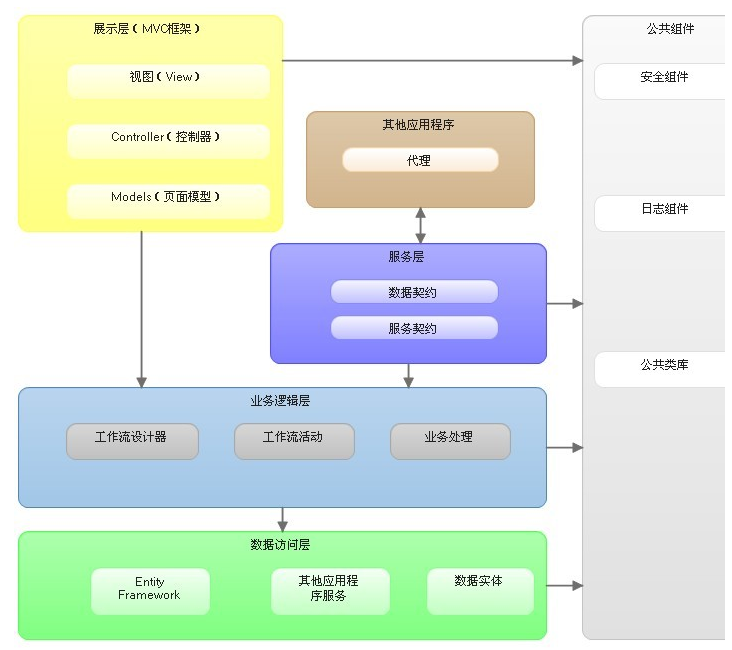 展示层（MVC框架）
视图（View）
Controller（控制器）
Models（页面模型）
其他应用程序
代理
服务层
数据契约
服务契约
业务逻辑层
工作流设计器
工作流活动
业务处理
数据访问层
Entity
Framework
其他应用程
序服务
数据实体
公共组件
安全组件
日志组件
公共类库